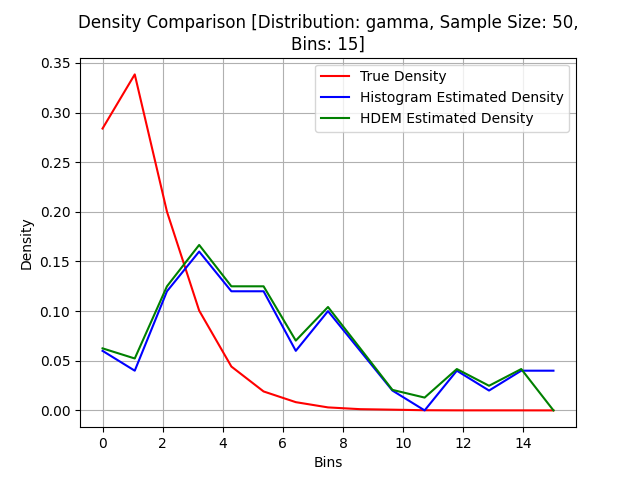 Density Comparison [Distribution: gamma, Sample Size: 50,
Bins: 15]
True Density
Histogram Estimated Density
HDEM Estimated Density
Density
0.35
0.30
0.25
0.20
0.15
0.10
0.05
0.00
0 2 4 6 8 10 12 14
Bins